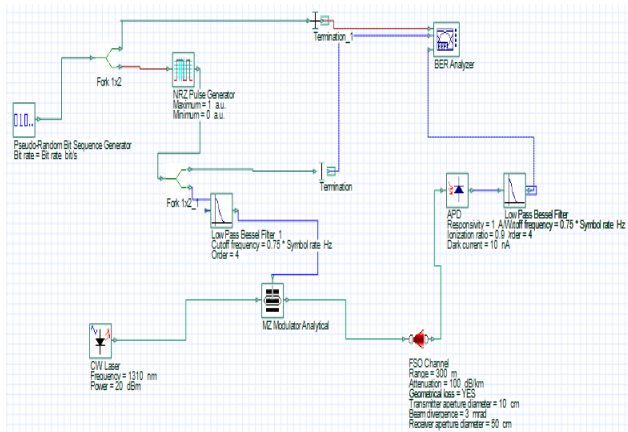 Termination_1
BER Analyzer
Fork 1x2
NRZ Pulse Generator
Maximum = 1 a.u.
Minimum = 0 a.u.
Pseudo-Random Bit Sequence Generator
Bit rate = Bit rate bit/s
Termination
Fork 1x2_1
Low Pass Bessel Filter_1
Cutoff frequency = 0.75 * Symbol rate Hz
Order = 4
APD
Responsivity = 1 A/W
Ionization ratio = 0.9
Dark current = 10 nA
Low Pass Bessel Filter
utoff frequency = 0.75 * Symbol rate Hz
rder = 4
MZ Modulator Analytical
CW Laser
Frequency = 1310 nm
Power = 20 dBm
FSO Channel
Range = 300 m
Attenuation = 100 dB/km
Geometrical loss = YES
Transmitter aperture diameter = 10 cm
Beam divergence = 3 mrad
Receiver aperture diameter = 50 cm